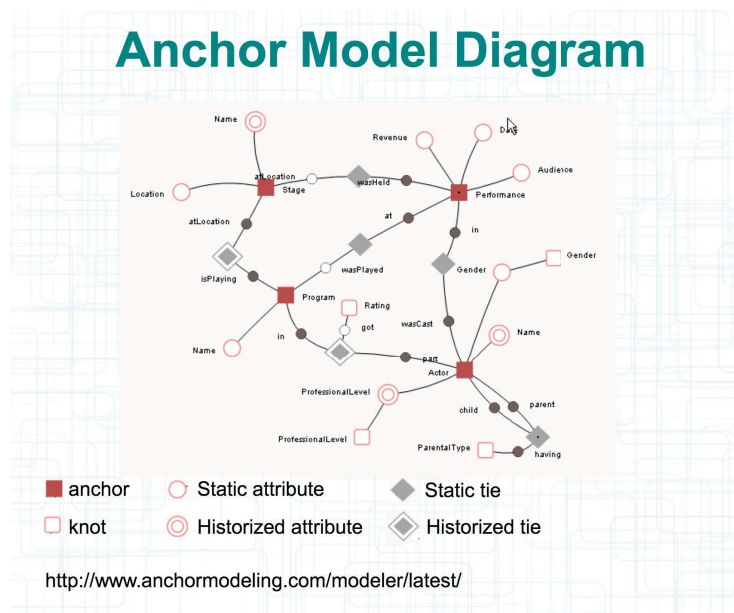 Anchor Model Diagram
Name
Revenue
Audience
atLocation
wasHeld
Location
Stage
Performance
atLocation
at
in
isPlaying
wasPlayed
Gender
Gender
Program
Rating
got
wasCast
Name
Name
in
part
Actor
ProfessionalLevel
child
parent
ProfessionalLevel
ParentalType
having
anchor
Static attribute
Static tie
knot
Historized attribute
Historized tie
http://www.anchormodeling.com/modeler/latest/